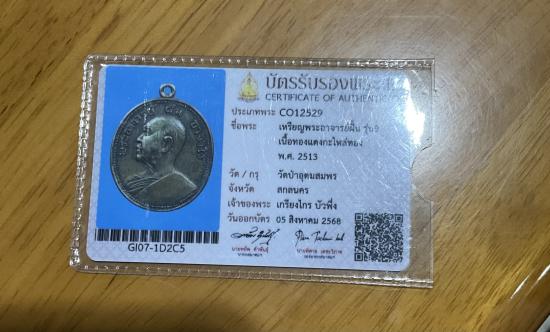 บัตรรับรองพระ
CERTIFICATE OF AUTHENTI
ประเภทพระ CO12529
ชื่อพระ เหรียญพระอาจารย์ฝั้น รุ่น9
เนื้อทองแดงกะไหล่ทอง
พ.ศ. 2513
วัด / กรุ วัดป่าอุดมสมพร
จังหวัด สกลนคร
เจ้าของพระ เกรียงไกร บัวพึ่ง
วันออกบัตร 05 สิงหาคม 2568
GI07-1D2C5